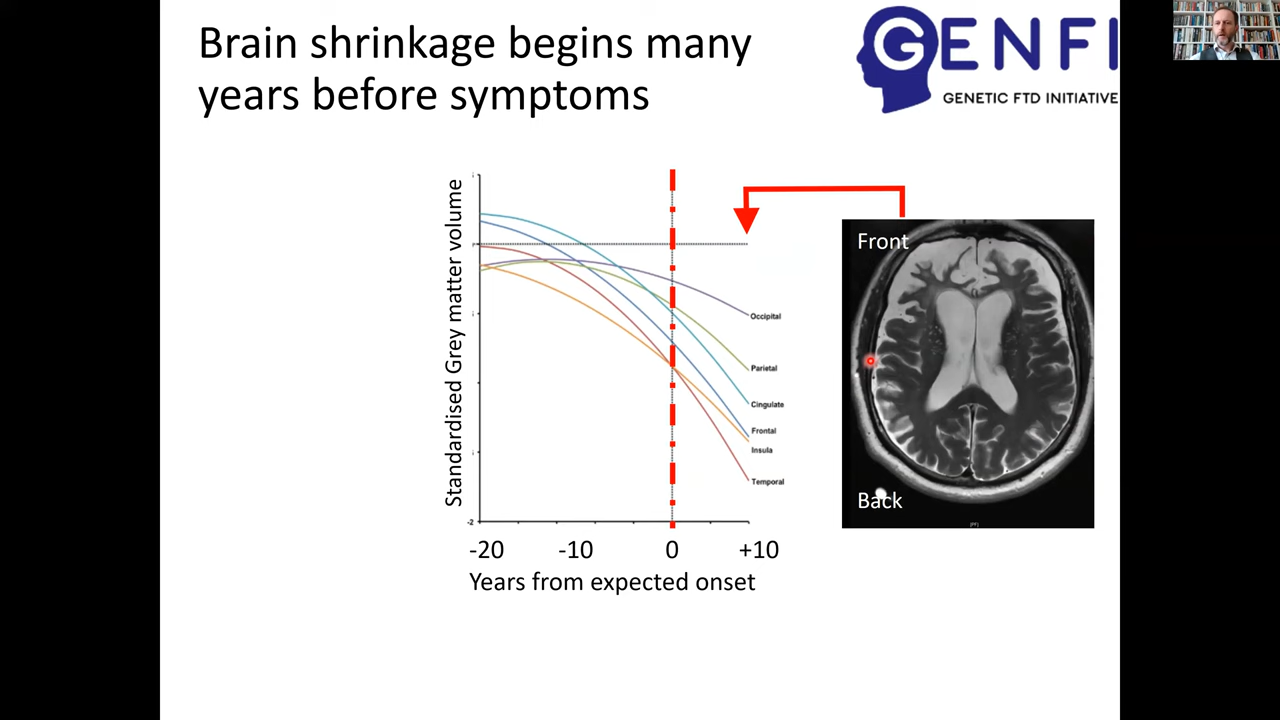 Brain shrinkage begins many
years before symptoms
GENFI
GENETIC FTD INITIATIVE
Standardised Grey matter volume
Occipital
Parietal
Cingulate
Frontal
Insula
Temporal
-2
-20 -10 0 +10
Years from expected onset
Front
Back